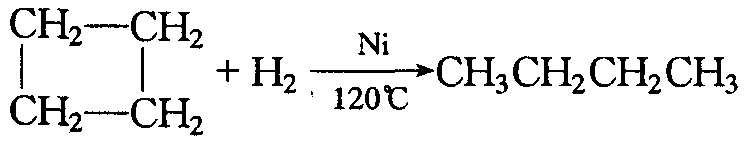 CH₂—CH₂
Ni
+ H₂ ⟶ CH₃CH₂CH₂CH₃
120℃
CH₂—CH₂